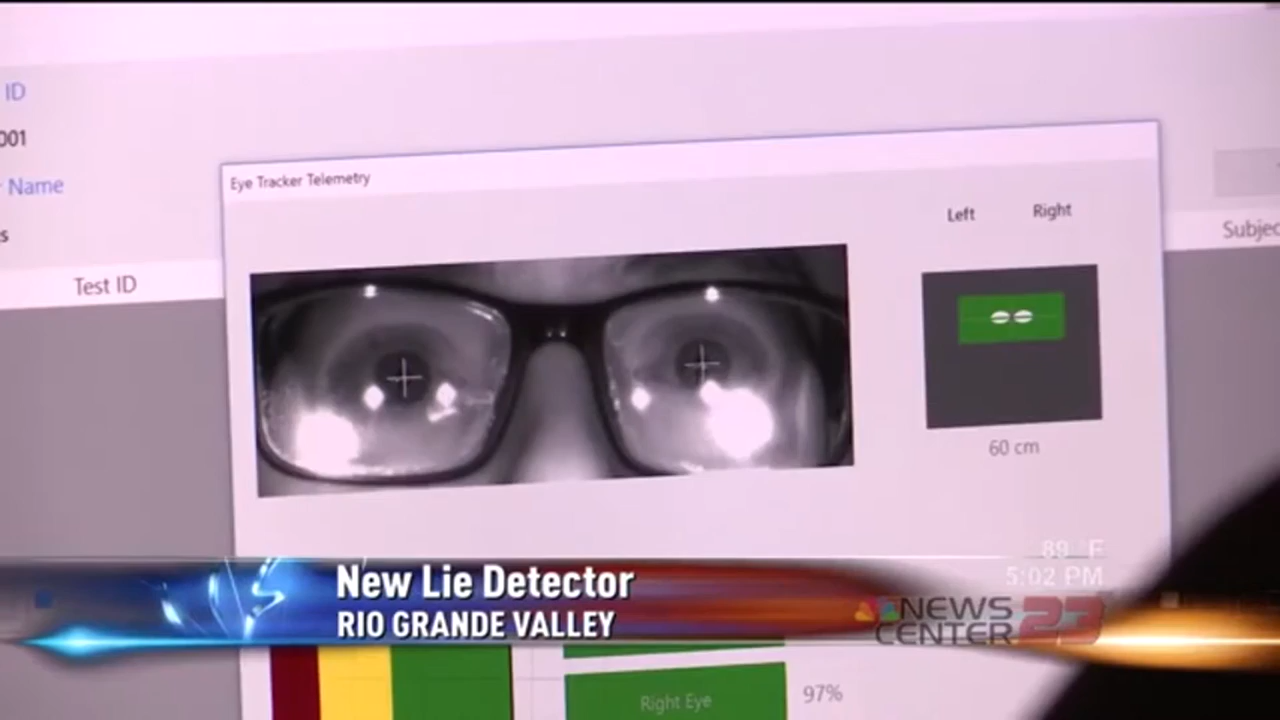 ID
001
Name
s
Test ID
Eye Tracker Telemetry
Left Right
60 cm
Subjec
89 °F
5:02 PM
New Lie Detector
RIO GRANDE VALLEY
NEWS
CENTER 23
Right Eye 97%